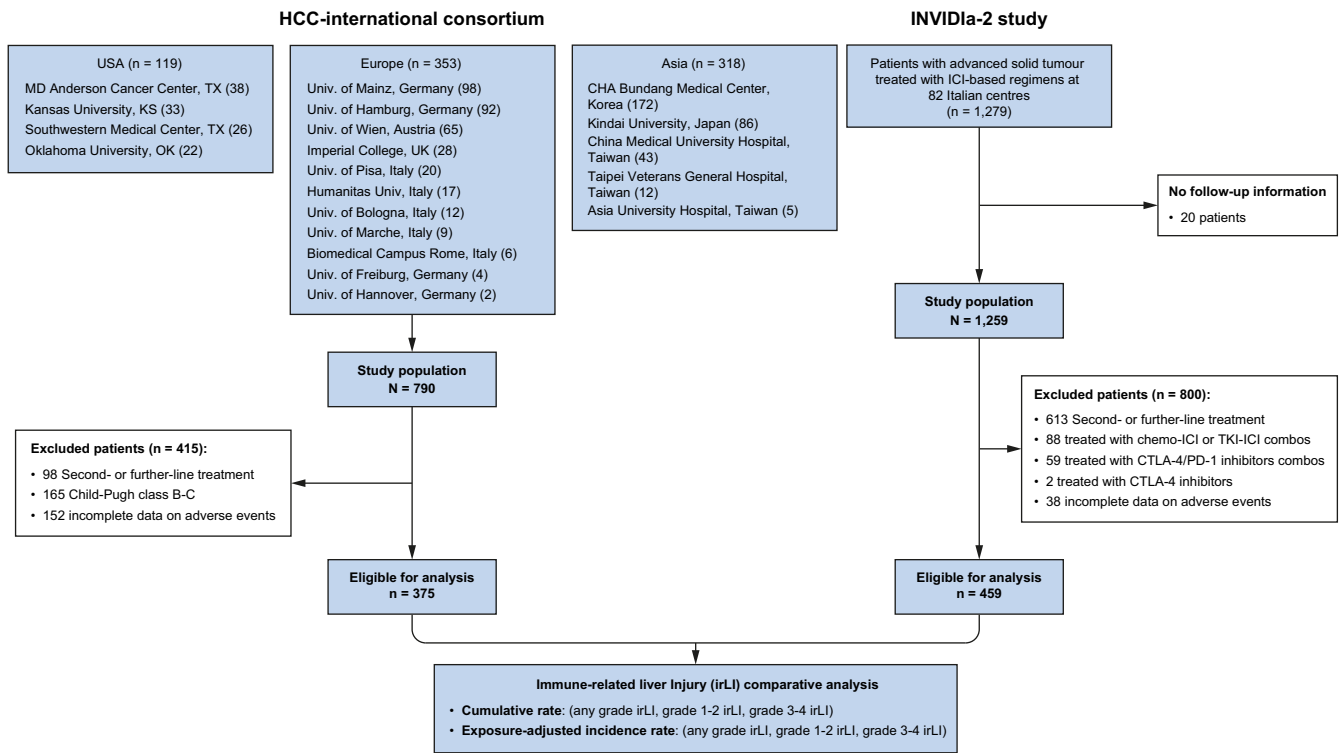 HCC-international consortium
USA (n = 119)
MD Anderson Cancer Center, TX (38)
Kansas University, KS (33)
Southwestern Medical Center, TX (26)
Oklahoma University, OK (22)
Europe (n = 353)
Univ. of Mainz, Germany (98)
Univ. of Hamburg, Germany (92)
Univ. of Wien, Austria (65)
Imperial College, UK (28)
Univ. of Pisa, Italy (20)
Humanitas Univ, Italy (17)
Univ. of Bologna, Italy (12)
Univ. of Marche, Italy (9)
Biomedical Campus Rome, Italy (6)
Univ. of Freiburg, Germany (4)
Univ. of Hannover, Germany (2)
Asia (n = 318)
CHA Bundang Medical Center,
Korea (172)
Kindai University, Japan (86)
China Medical University Hospital,
Taiwan (43)
Taipei Veterans General Hospital,
Taiwan (12)
Asia University Hospital, Taiwan (5)
Study population
N = 790
Excluded patients (n = 415):
• 98 Second- or further-line treatment
• 165 Child-Pugh class B-C
• 152 incomplete data on adverse events
Eligible for analysis
n = 375
INVIDIa-2 study
Patients with advanced solid tumour
treated with ICI-based regimens at
82 Italian centres
(n = 1,279)
No follow-up information
• 20 patients
Study population
N = 1,259
Excluded patients (n = 800):
• 613 Second- or further-line treatment
• 88 treated with chemo-ICI or TKI-ICI combos
• 59 treated with CTLA-4/PD-1 inhibitors combos
• 2 treated with CTLA-4 inhibitors
• 38 incomplete data on adverse events
Eligible for analysis
n = 459
Immune-related liver Injury (irLI) comparative analysis
• Cumulative rate: (any grade irLI, grade 1-2 irLI, grade 3-4 irLI)
• Exposure-adjusted incidence rate: (any grade irLI, grade 1-2 irLI, grade 3-4 irLI)